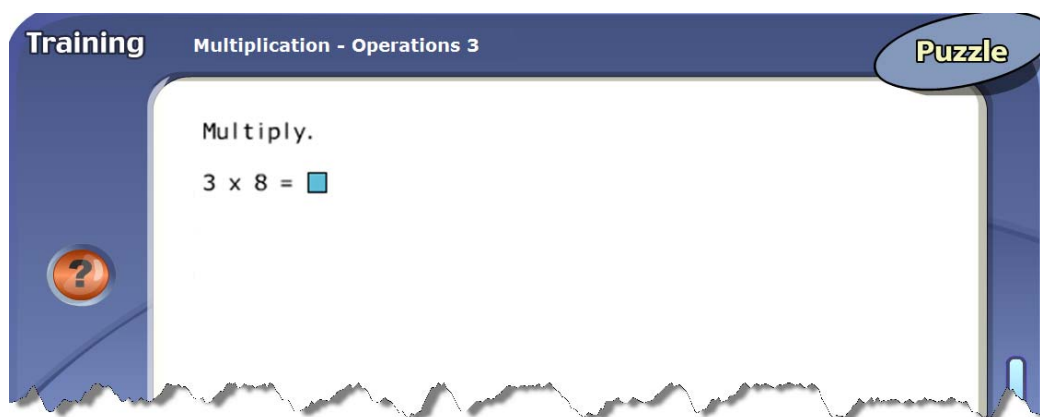 Training
Multiplication - Operations 3
Puzzle
Multiply.
3 x 8 =
?